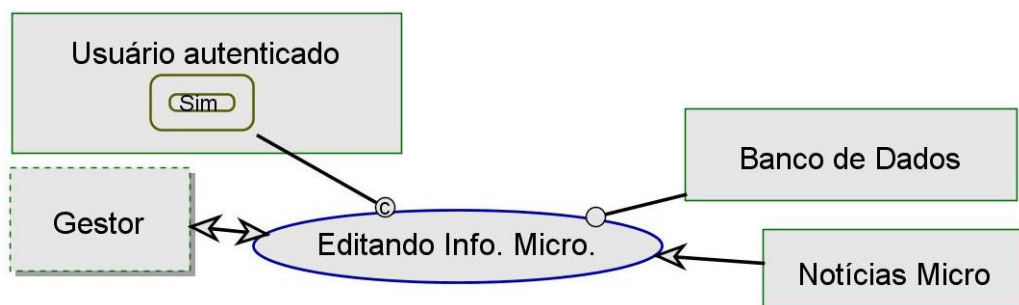 Usuário autenticado
Sim
Banco de Dados
Gestor
C
Editando Info. Micro.
Notícias Micro